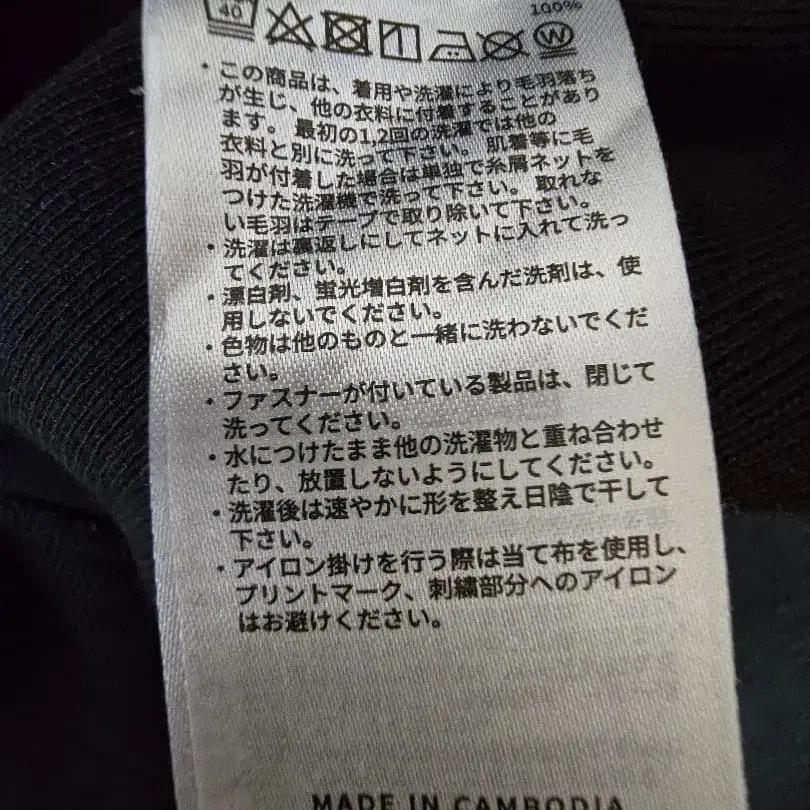 100%
40
W
・この商品は、着用や洗濯により毛羽落ち
が生じ、他の衣料に付着することがあり
ます。最初の1,2回の洗濯では他の
衣料と別に洗って下さい。肌着等に毛
羽が付着した場合は単独で糸屑ネットを
つけた洗濯機で洗って下さい。取れな
い毛羽はテープで取り除いて下さい。
・洗濯は裏返しにしてネットに入れて洗っ
てください。
・漂白剤、蛍光増白剤を含んだ洗剤は、使
用しないでください。
・色物は他のものと一緒に洗わないでくだ
さい。
・ファスナーが付いている製品は、閉じて
洗ってください。
・水につけたまま他の洗濯物と重ね合わせ
たり、放置しないようにしてください。
・洗濯後は速やかに形を整え日陰で干して
下さい。
・アイロン掛けを行う際は当て布を使用し、
プリントマーク、刺繍部分へのアイロン
はお避けください。
MADE IN CAMBODIA